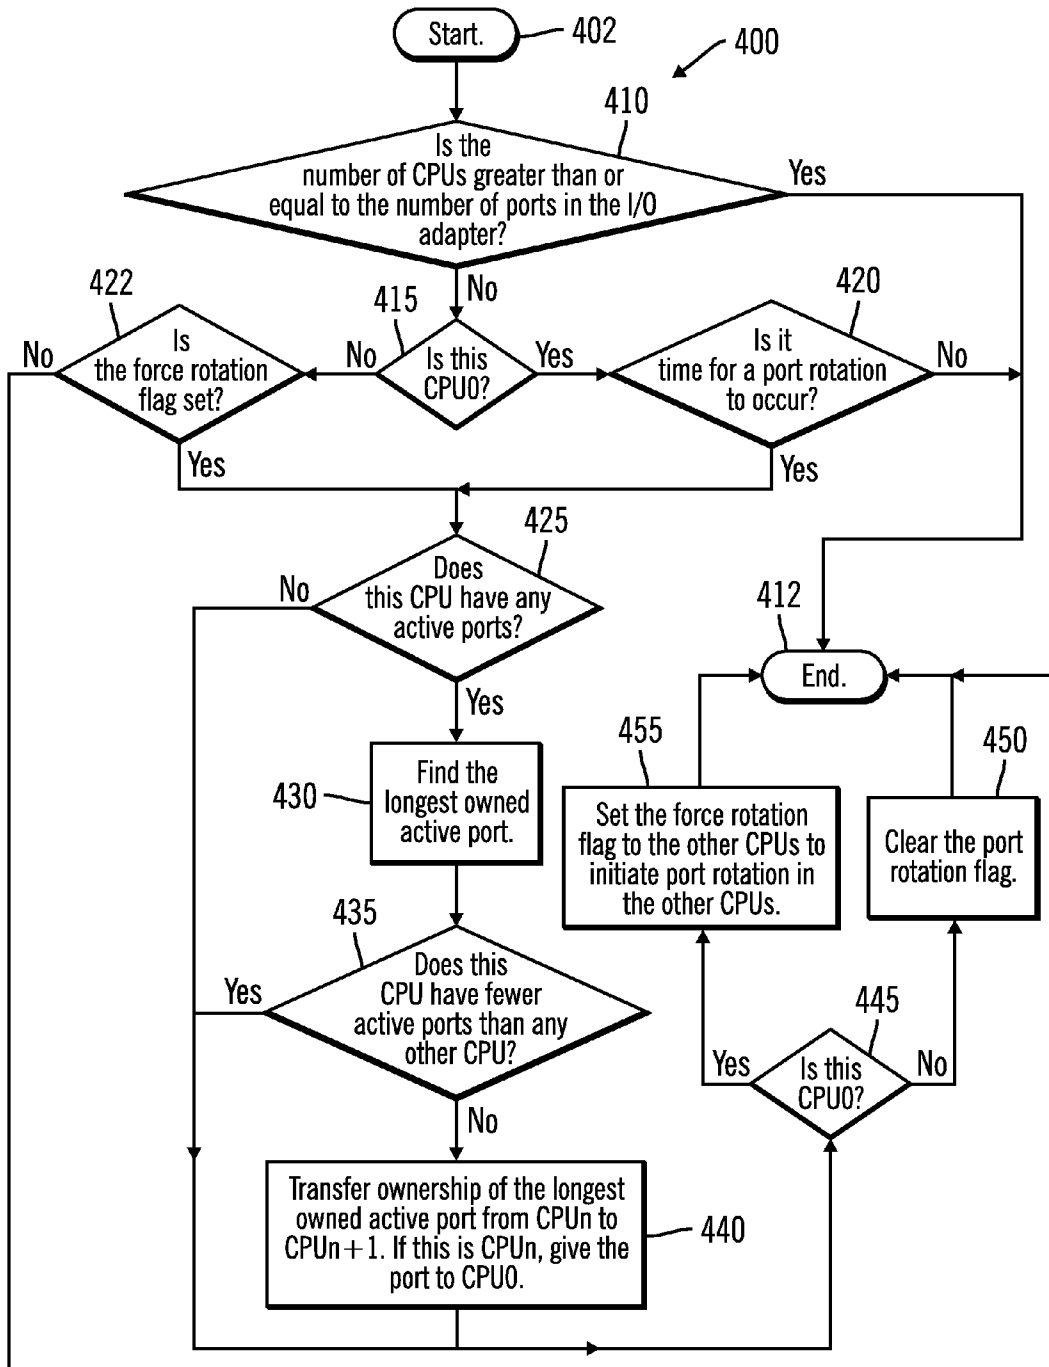 Start.
402
400
410
Is the
number of CPUs greater than or
equal to the number of ports in the I/O
adapter?
Yes
No
422
415
420
Is
the force rotation
flag set?
No
Yes
Is this
CPU0?
No
Yes
Is it
time for a port rotation
to occur?
No
Yes
425
Does
this CPU have any
active ports?
No
Yes
412
End.
430
Find the
longest owned
active port.
455
Set the force rotation
flag to the other CPUs to
initiate port rotation in
the other CPUs.
450
Clear the port
rotation flag.
435
Does this
CPU have fewer
active ports than any
other CPU?
Yes
No
445
Is this
CPU0?
Yes
No
Transfer ownership of the longest
owned active port from CPUn to
CPUn+1. If this is CPUn, give the
port to CPU0.
440